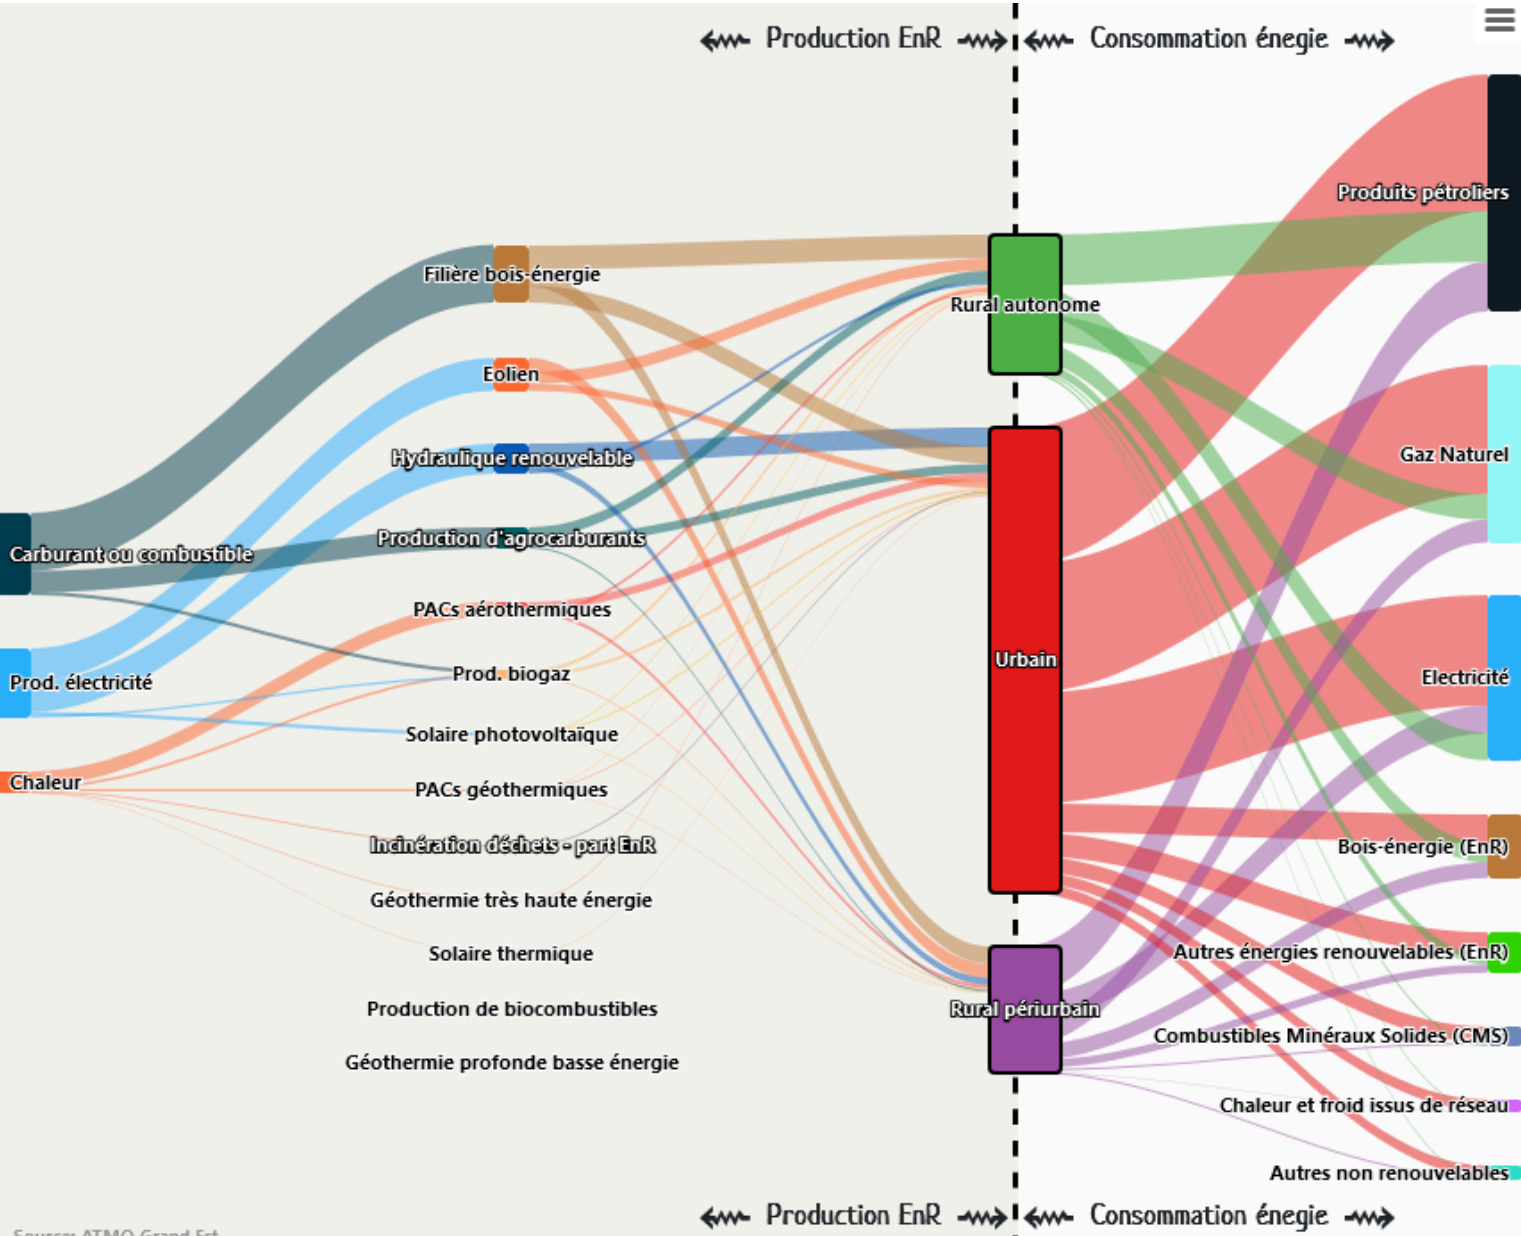 Production EnR
Consommation énegie
Produits pétroliers
Filière bois-énergie
Rural autonome
Eolien
Hydraulique renouvelable
Gaz Naturel
Production d'agrocarburants
Carburant ou combustible
PACs aérothermiques
Urbain
Prod. biogaz
Electricité
Prod. électricité
Solaire photovoltaïque
Chaleur
PACs géothermiques
Incinération déchets - part EnR
Bois-énergie (EnR)
Géothermie très haute énergie
Solaire thermique
Autres énergies renouvelables (EnR)
Production de biocombustibles
Rural périurbain
Combustibles Minéraux Solides (CMS)
Géothermie profonde basse énergie
Chaleur et froid issus de réseau
Autres non renouvelables
Production EnR
Consommation énegie
Source: ATMO Grand Est